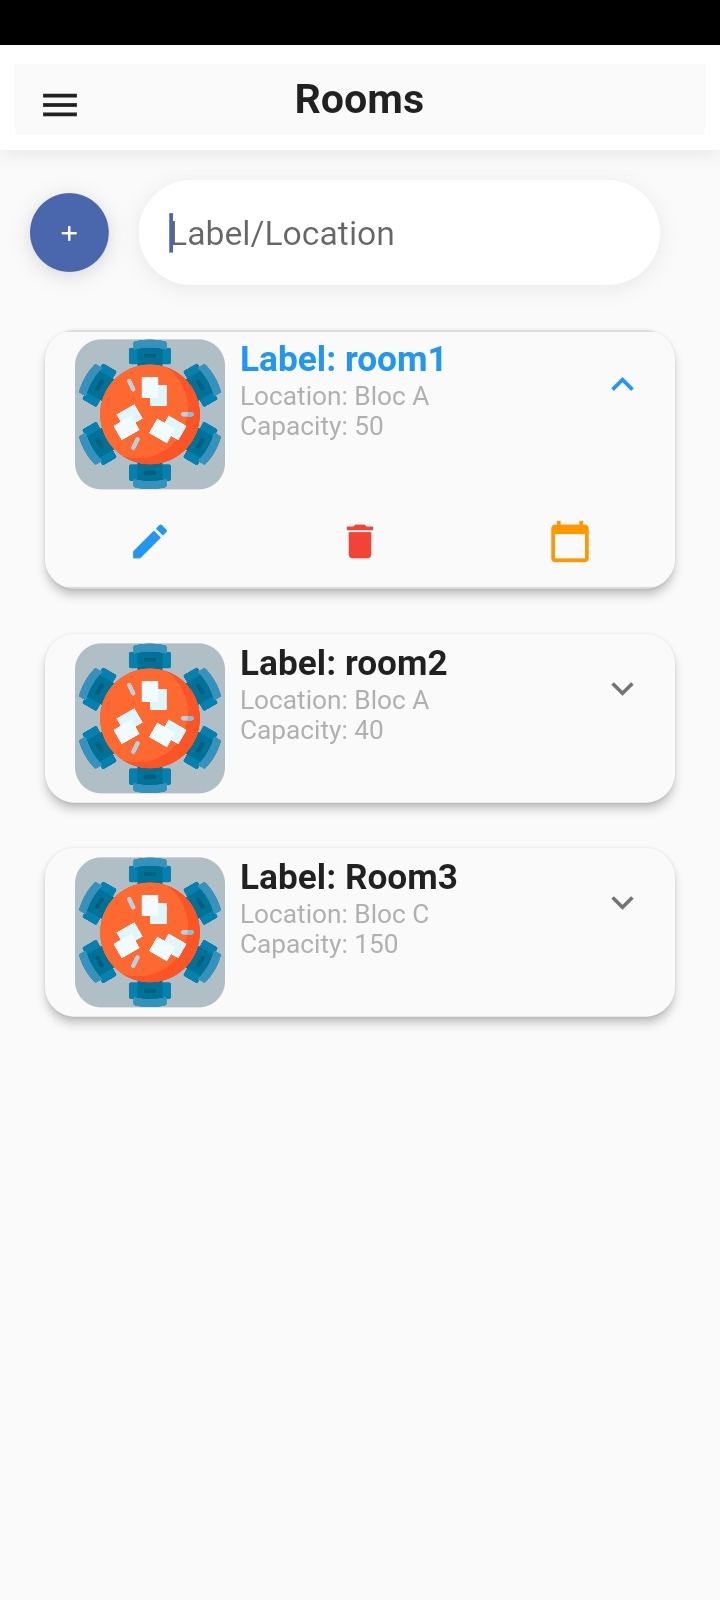 Rooms
+
Label/Location
Label: room1
Location: Bloc A
Capacity: 50
Label: room2
Location: Bloc A
Capacity: 40
Label: Room3
Location: Bloc C
Capacity: 150